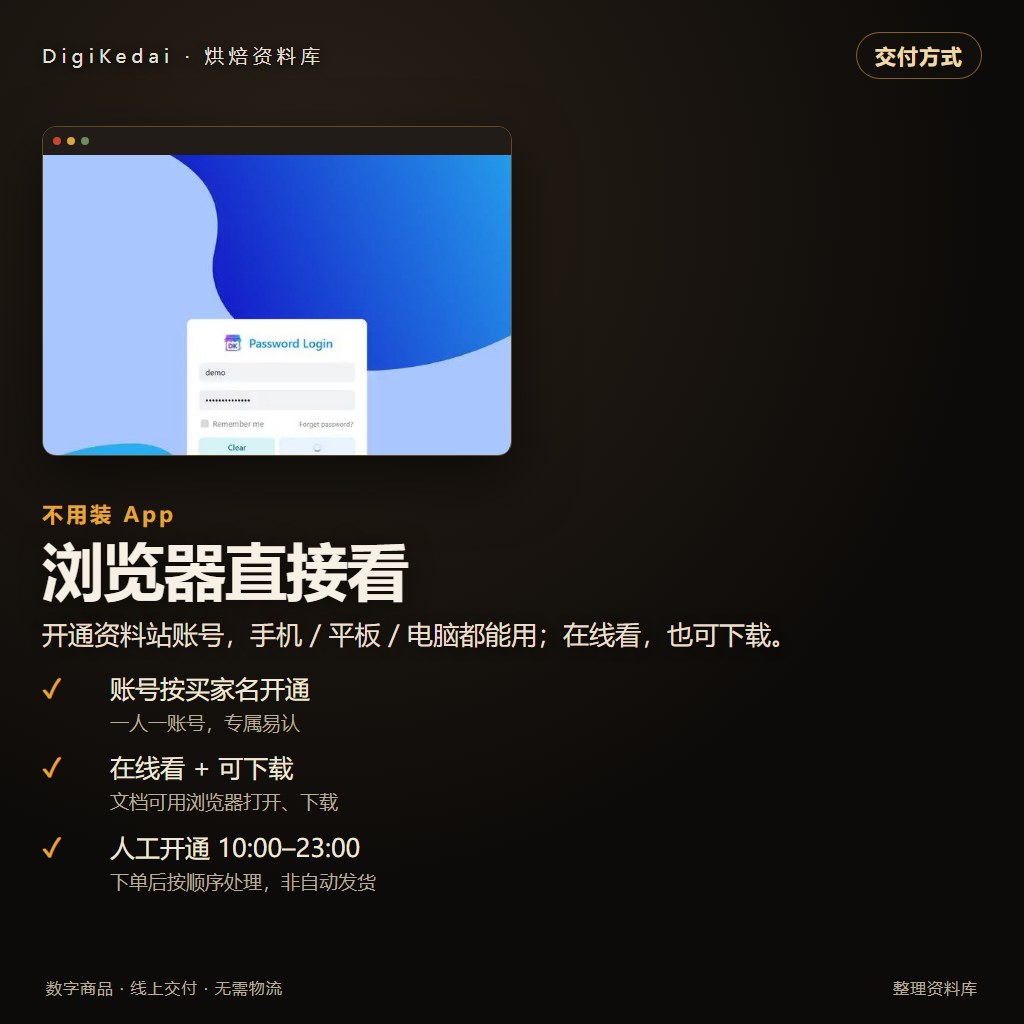 DigiKedai · 烘焙资料库
交付方式
DK
Password Login
demo
••••••••••••••
Remember me
Forget password?
Clear
不用装 App
浏览器直接看
开通资料站账号，手机 / 平板 / 电脑都能用；在线看，也可下载。
✓ 账号按买家名开通
一人一账号，专属易认
✓ 在线看 + 可下载
文档可用浏览器打开、下载
✓ 人工开通 10:00–23:00
下单后按顺序处理，非自动发货
数字商品 · 线上交付 · 无需物流
整理资料库